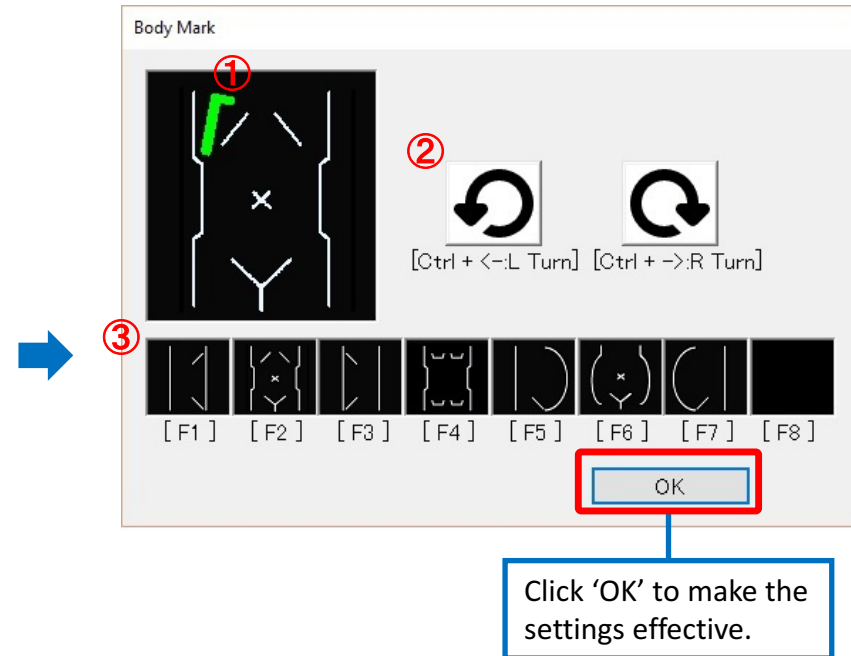 Body Mark
①
②
[Ctrl + <-:L Turn] [Ctrl + ->:R Turn]
③
[ F1 ] [ F2 ] [ F3 ] [ F4 ] [ F5 ] [ F6 ] [ F7 ] [ F8 ]
OK
Click ‘OK’ to make the
settings effective.